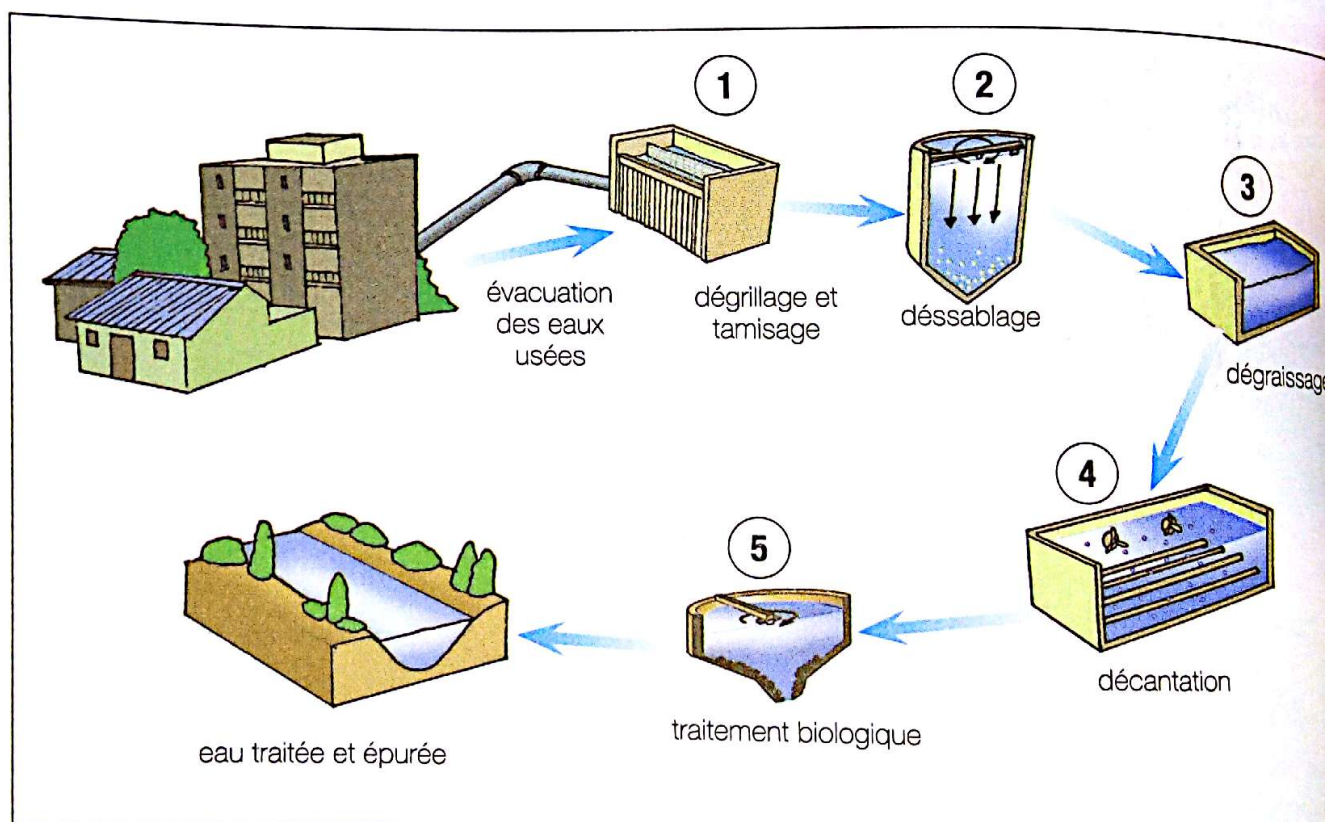 1
2
3
évacuation
des eaux
usées
dégrillage et
tamisage
déssablage
dégraissage
4
5
décantation
traitement biologique
eau traitée et épurée